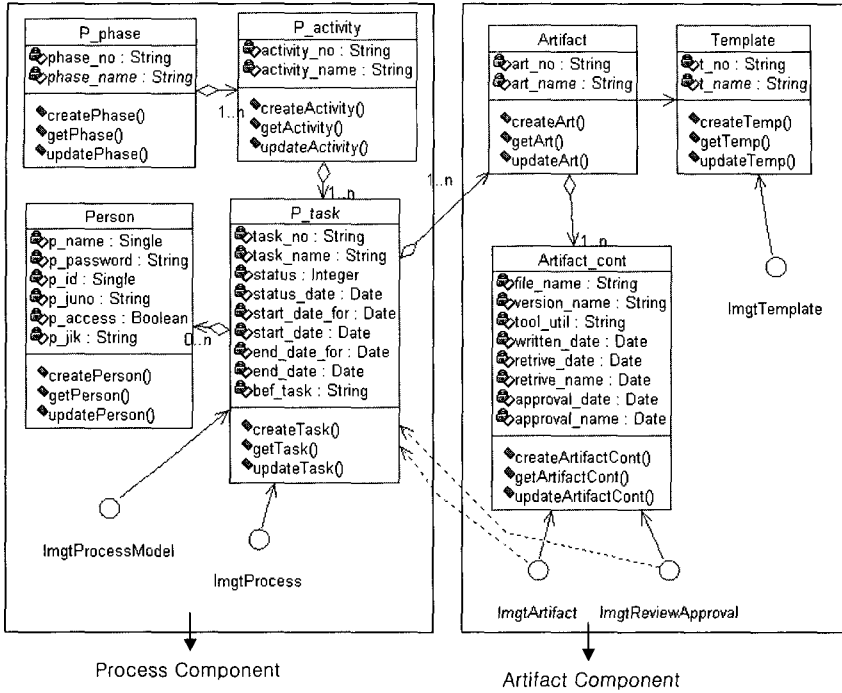 P_phase
phase_no : String
phase_name : String
createPhase()
getPhase()
updatePhase()
1..n
P_activity
activity_no : String
activity_name : String
createActivity()
getActivity()
updateActivity()
1..n
Person
p_name : Single
p_password : String
p_id : Single
p_juno : String
p_access : Boolean
p_jik : String
createPerson()
getPerson()
updatePerson()
0..n
P_task
task_no : String
task_name : String
status : Integer
status_date : Date
start_date_for : Date
start_date : Date
end_date_for : Date
end_date : Date
bef_task : String
createTask()
getTask()
updateTask()
ImgtProcessModel
ImgtProcess
Process Component
1..n
Artifact
art_no : String
art_name : String
createArt()
getArt()
updateArt()
Template
t_no : String
t_name : String
createTemp()
getTemp()
updateTemp()
1..n
Artifact_cont
file_name : String
version_name : String
tool_util : String
written_date : Date
retrive_date : Date
retrive_name : Date
approval_date : Date
approval_name : Date
createArtifactCont()
getArtifactCont()
updateArtifactCont()
ImgtTemplate
ImgtArtifact
ImgtReviewApproval
Artifact Component